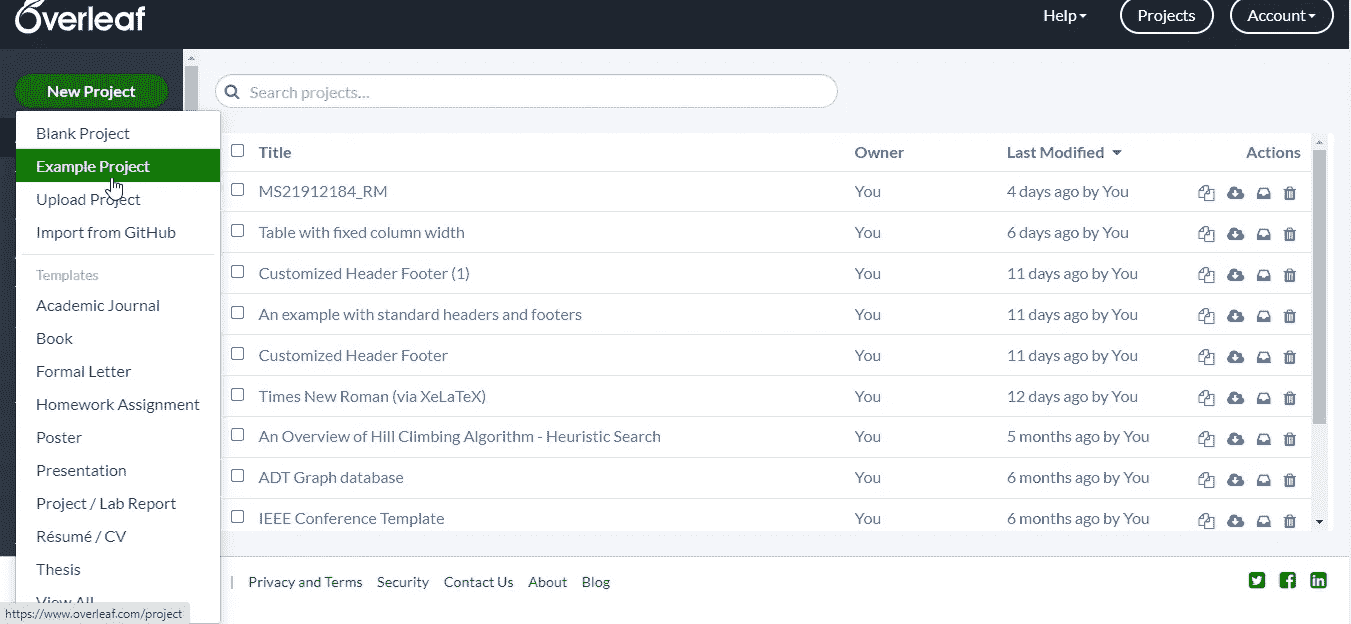 Overleaf
Help
Projects
Account
New Project
Search projects...
Blank Project
Example Project
Upload Project
Import from GitHub
Templates
Academic Journal
Book
Formal Letter
Homework Assignment
Poster
Presentation
Project / Lab Report
Résumé / CV
Thesis
View All
Title Owner Last Modified Actions
MS21912184_RM You 4 days ago by You
Table with fixed column width You 6 days ago by You
Customized Header Footer (1) You 11 days ago by You
An example with standard headers and footers You 11 days ago by You
Customized Header Footer You 11 days ago by You
Times New Roman (via XeLaTeX) You 12 days ago by You
An Overview of Hill Climbing Algorithm - Heuristic Search You 5 months ago by You
ADT Graph database You 6 months ago by You
IEEE Conference Template You 6 months ago by You
| Privacy and Terms Security Contact Us About Blog
https://www.overleaf.com/project